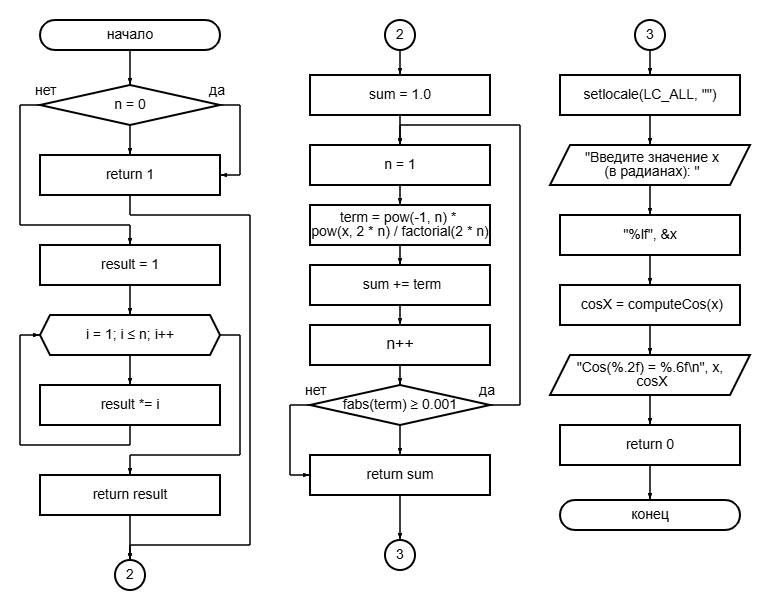 начало
нет
да
n = 0
return 1
result = 1
i = 1; i ≤ n; i++
result *= i
return result
2
2
sum = 1.0
n = 1
term = pow(-1, n) *
pow(x, 2 * n) / factorial(2 * n)
sum += term
n++
нет
да
fabs(term) ≥ 0.001
return sum
3
3
setlocale(LC_ALL, "")
"Введите значение x
(в радианах): "
"%lf", &x
cosX = computeCos(x)
"Cos(%.2f) = %.6f\n", x,
cosX
return 0
конец